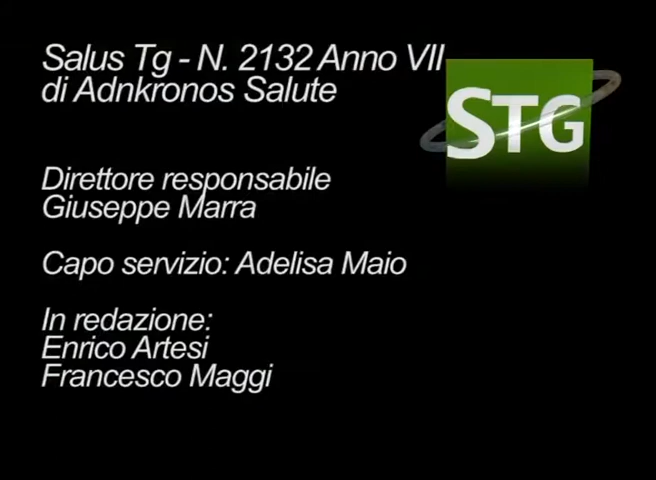 Salus Tg - N. 2132 Anno VII
di Adnkronos Salute
STG
Direttore responsabile
Giuseppe Marra
Capo servizio: Adelisa Maio
In redazione:
Enrico Artesi
Francesco Maggi